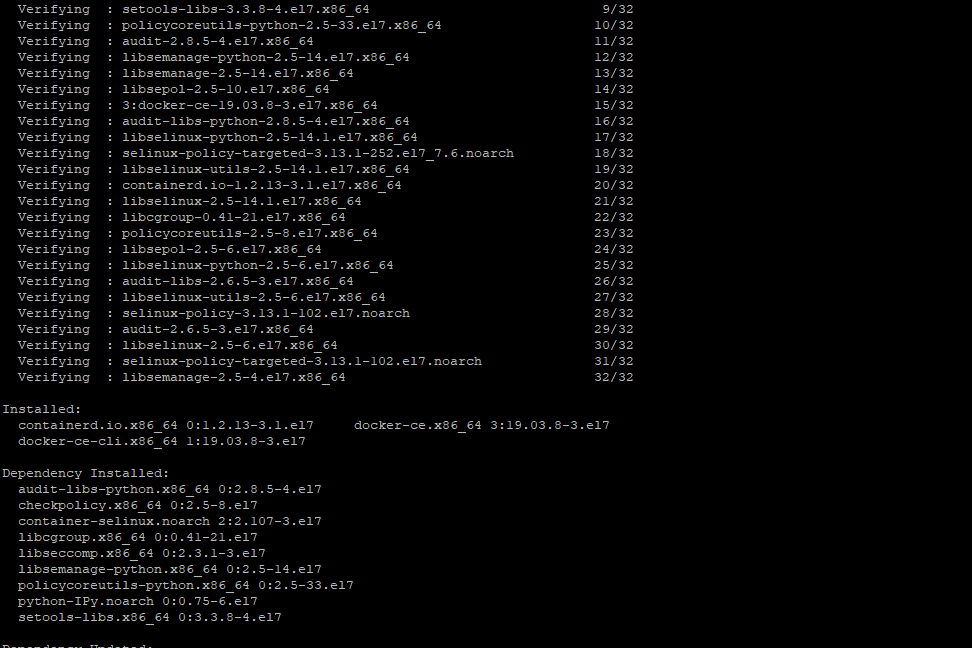 Verifying : setools-libs-3.3.8-4.el7.x86_64 9/32
Verifying : policycoreutils-python-2.5-33.el7.x86_64 10/32
Verifying : audit-2.8.5-4.el7.x86_64 11/32
Verifying : libsemanage-python-2.5-14.el7.x86_64 12/32
Verifying : libsemanage-2.5-14.el7.x86_64 13/32
Verifying : libsepol-2.5-10.el7.x86_64 14/32
Verifying : 3:docker-ce-19.03.8-3.el7.x86_64 15/32
Verifying : audit-libs-python-2.8.5-4.el7.x86_64 16/32
Verifying : libselinux-python-2.5-14.1.el7.x86_64 17/32
Verifying : selinux-policy-targeted-3.13.1-252.el7_7.6.noarch 18/32
Verifying : libselinux-utils-2.5-14.1.el7.x86_64 19/32
Verifying : containerd.io-1.2.13-3.1.el7.x86_64 20/32
Verifying : libselinux-2.5-14.1.el7.x86_64 21/32
Verifying : libcgroup-0.41-21.el7.x86_64 22/32
Verifying : policycoreutils-2.5-8.el7.x86_64 23/32
Verifying : libsepol-2.5-6.el7.x86_64 24/32
Verifying : libselinux-python-2.5-6.el7.x86_64 25/32
Verifying : audit-libs-2.6.5-3.el7.x86_64 26/32
Verifying : libselinux-utils-2.5-6.el7.x86_64 27/32
Verifying : selinux-policy-3.13.1-102.el7.noarch 28/32
Verifying : audit-2.6.5-3.el7.x86_64 29/32
Verifying : libselinux-2.5-6.el7.x86_64 30/32
Verifying : selinux-policy-targeted-3.13.1-102.el7.noarch 31/32
Verifying : libsemanage-2.5-4.el7.x86_64 32/32
Installed:
containerd.io.x86_64 0:1.2.13-3.1.el7 docker-ce.x86_64 3:19.03.8-3.el7
docker-ce-cli.x86_64 1:19.03.8-3.el7
Dependency Installed:
audit-libs-python.x86_64 0:2.8.5-4.el7
checkpolicy.x86_64 0:2.5-8.el7
container-selinux.noarch 2:2.107-3.el7
libcgroup.x86_64 0:0.41-21.el7
libseccomp.x86_64 0:2.3.1-3.el7
libsemanage-python.x86_64 0:2.5-14.el7
policycoreutils-python.x86_64 0:2.5-33.el7
python-IPy.noarch 0:0.75-6.el7
setools-libs.x86_64 0:3.3.8-4.el7
Dependency Updated: